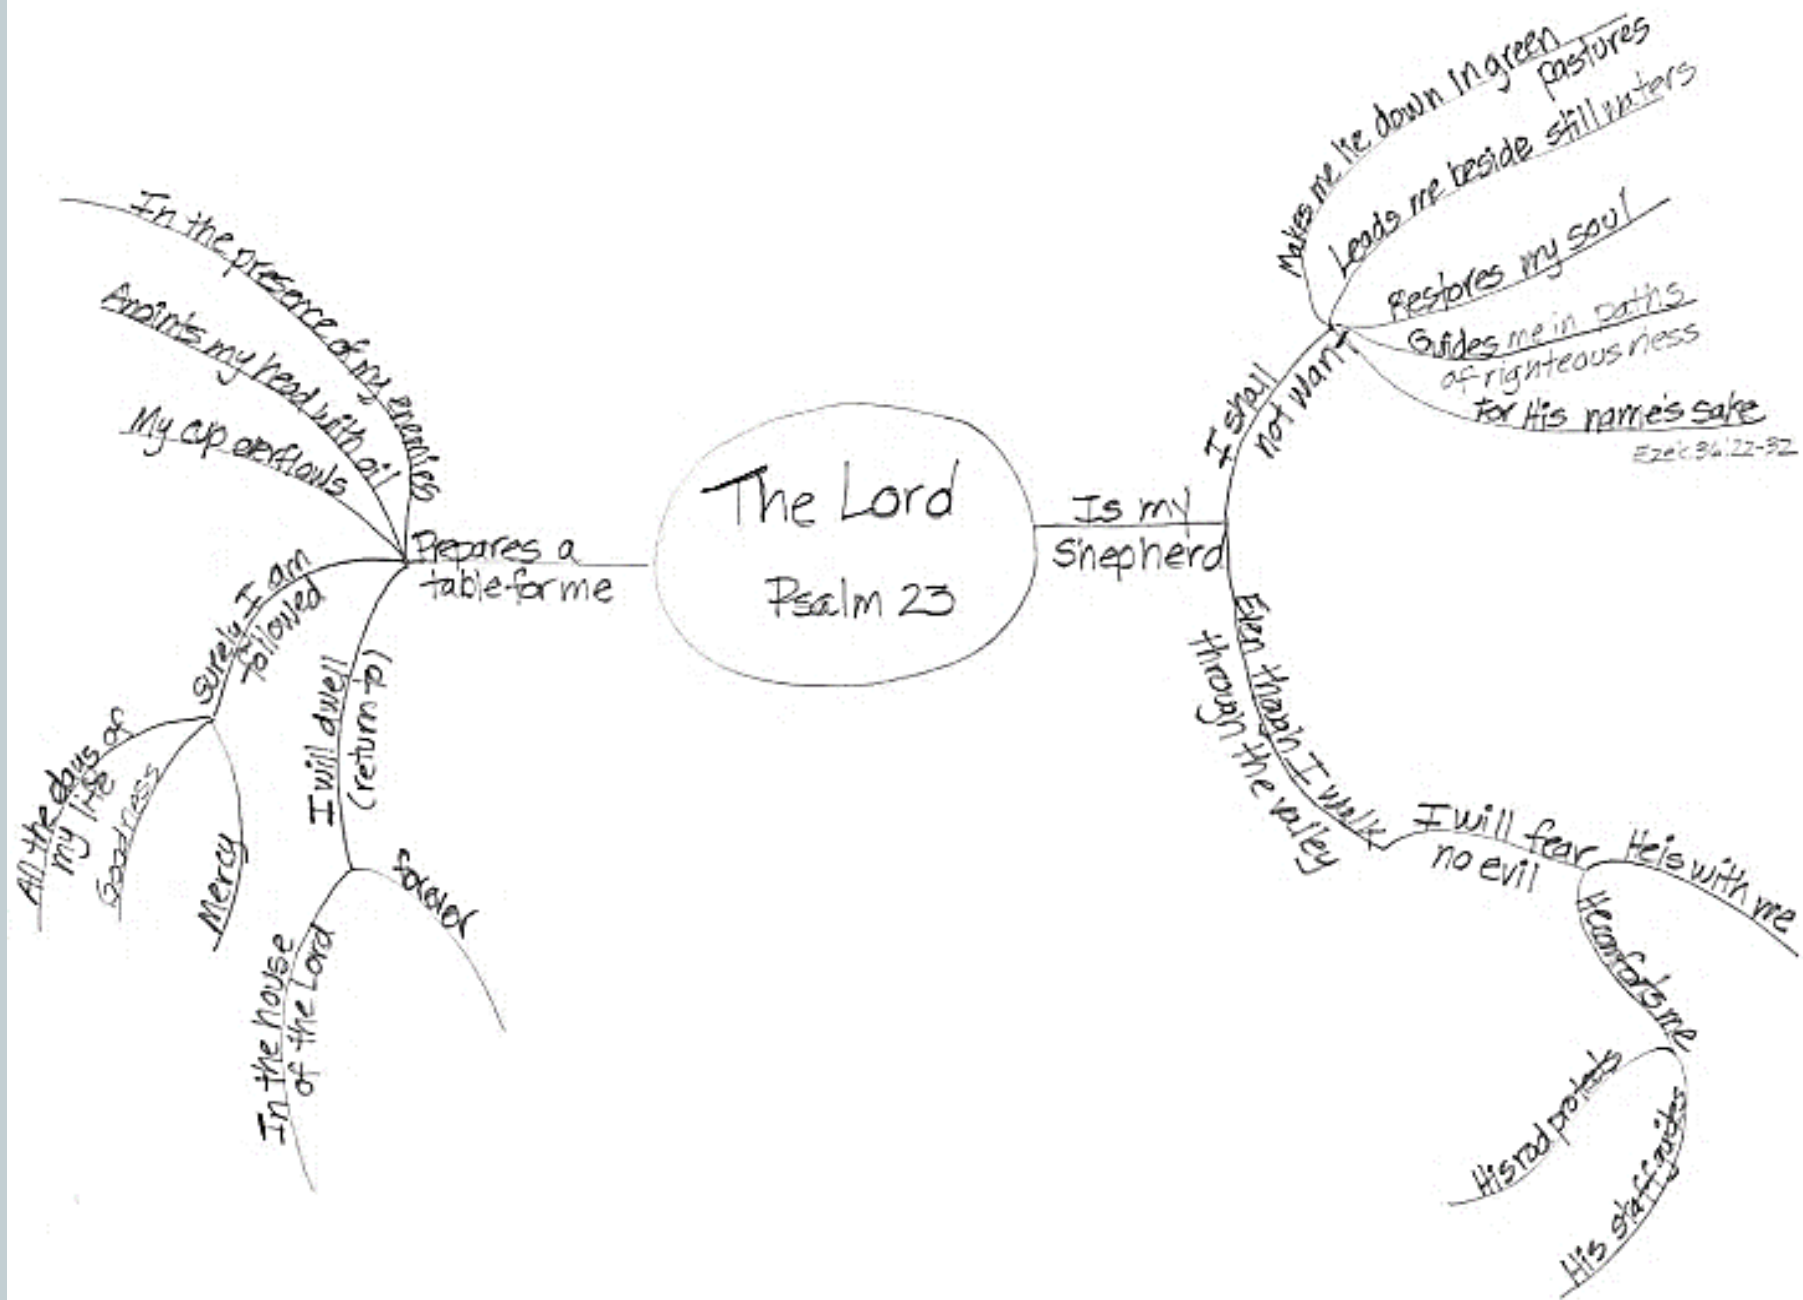 The Lord
Psalm 23
Is my
Shepherd
I shall
not want
Makes me lie down in green
pastures
Leads me beside still waters
Restores my soul
Guides me in paths
of righteousness
For His name's sake
Ezek 36:22-32
Even though I walk
through the valley
I will fear
no evil
He is with me
He comforts me
His rod protects
His staff guides
Prepares a
table for me
In the presence of my enemies
Anoints my head with oil
My cup overflows
Surely I am
followed
All the days of
my life
Goodness
Mercy
I will dwell
(return to)
In the house
of the Lord
forever